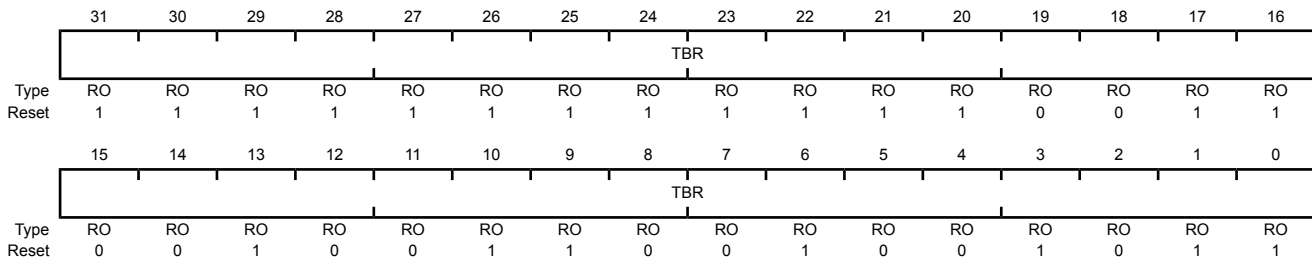 31 30 29 28 27 26 25 24 23 22 21 20 19 18 17 16
TBR
Type RO RO RO RO RO RO RO RO RO RO RO RO RO RO RO RO
Reset 1 1 1 1 1 1 1 1 1 1 1 1 0 0 1 1
15 14 13 12 11 10 9 8 7 6 5 4 3 2 1 0
TBR
Type RO RO RO RO RO RO RO RO RO RO RO RO RO RO RO RO
Reset 0 0 1 0 0 1 1 0 0 1 0 0 1 0 1 1